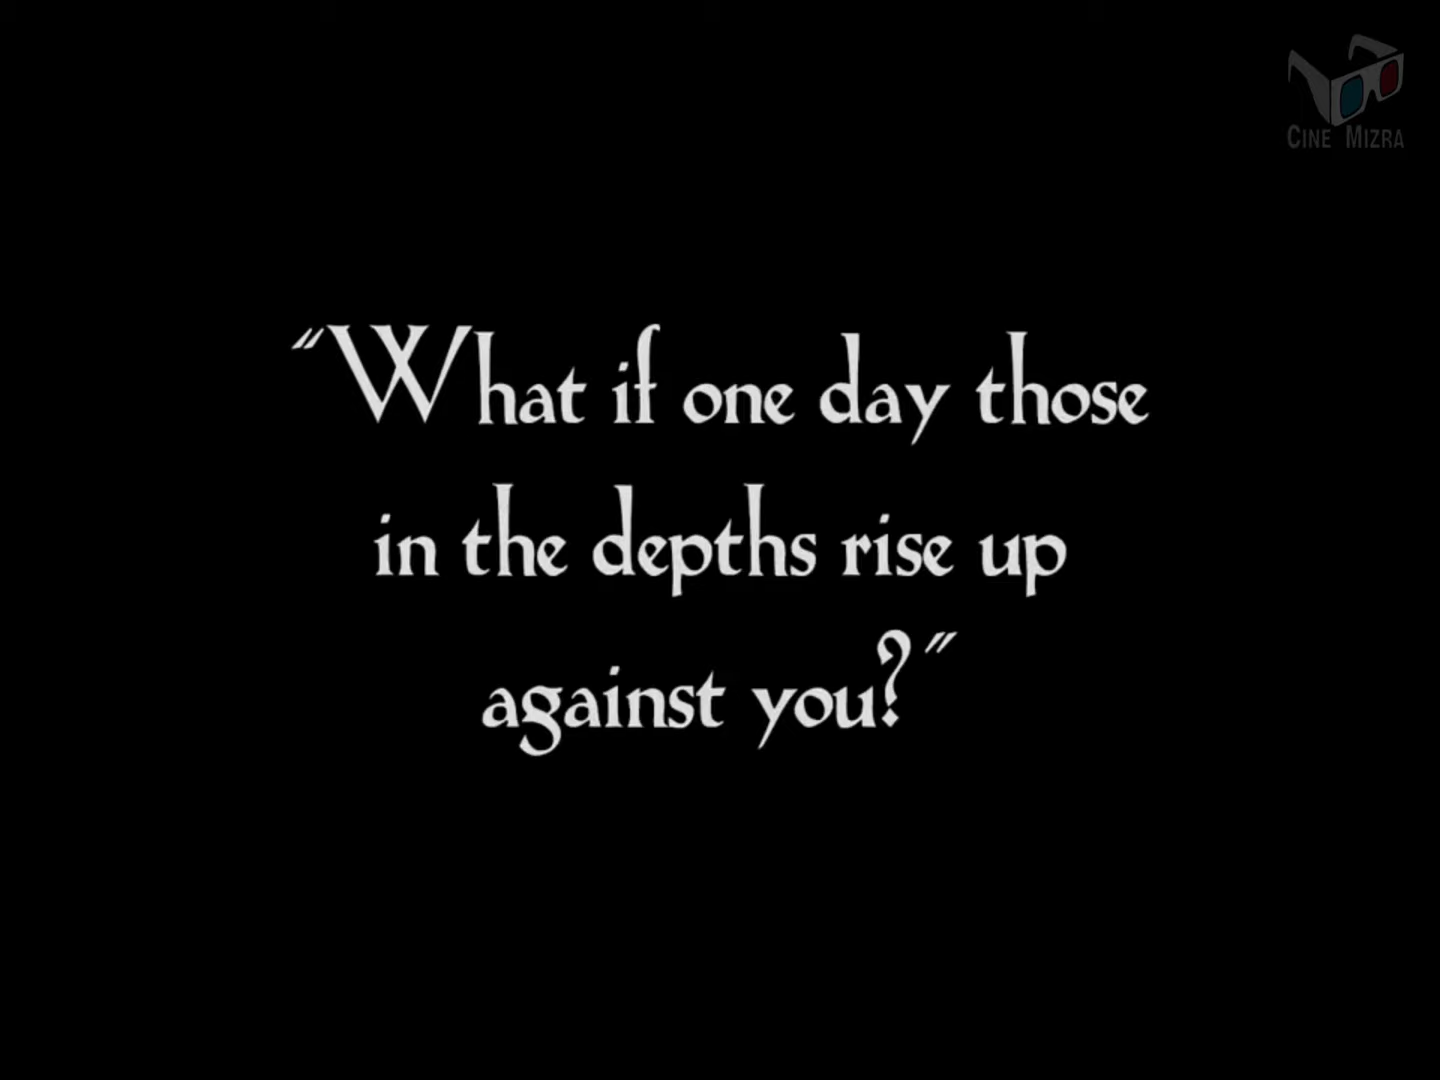 CINE MIZRA
"What if one day those
in the depths rise up
against you?"